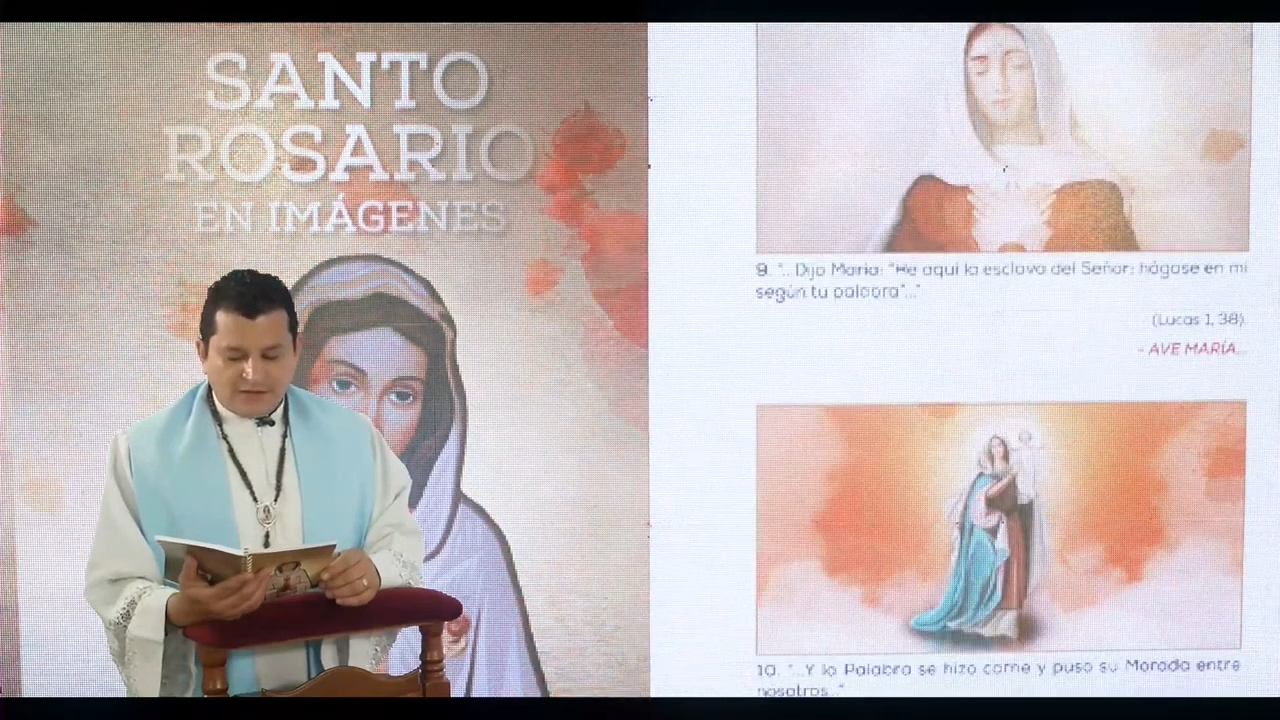 SANTO
ROSARIO
EN IMÁGENES
9. "... Dijo María: "He aquí la esclava del Señor; hágase en mí
según tu palabra"..."
(Lucas 1, 38).
- AVE MARÍA...
10. "...Y la Palabra se hizo carne y puso su Morada entre
nosotros..."